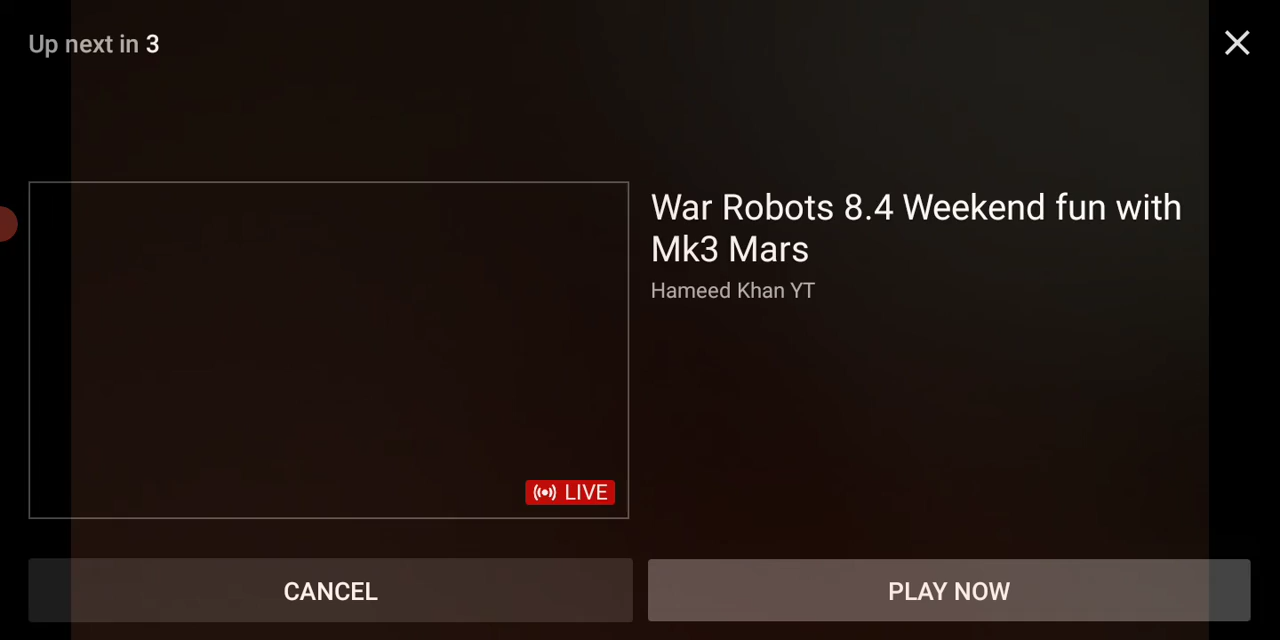 Up next in 3
War Robots 8.4 Weekend fun with
Mk3 Mars
Hameed Khan YT
LIVE
CANCEL
PLAY NOW